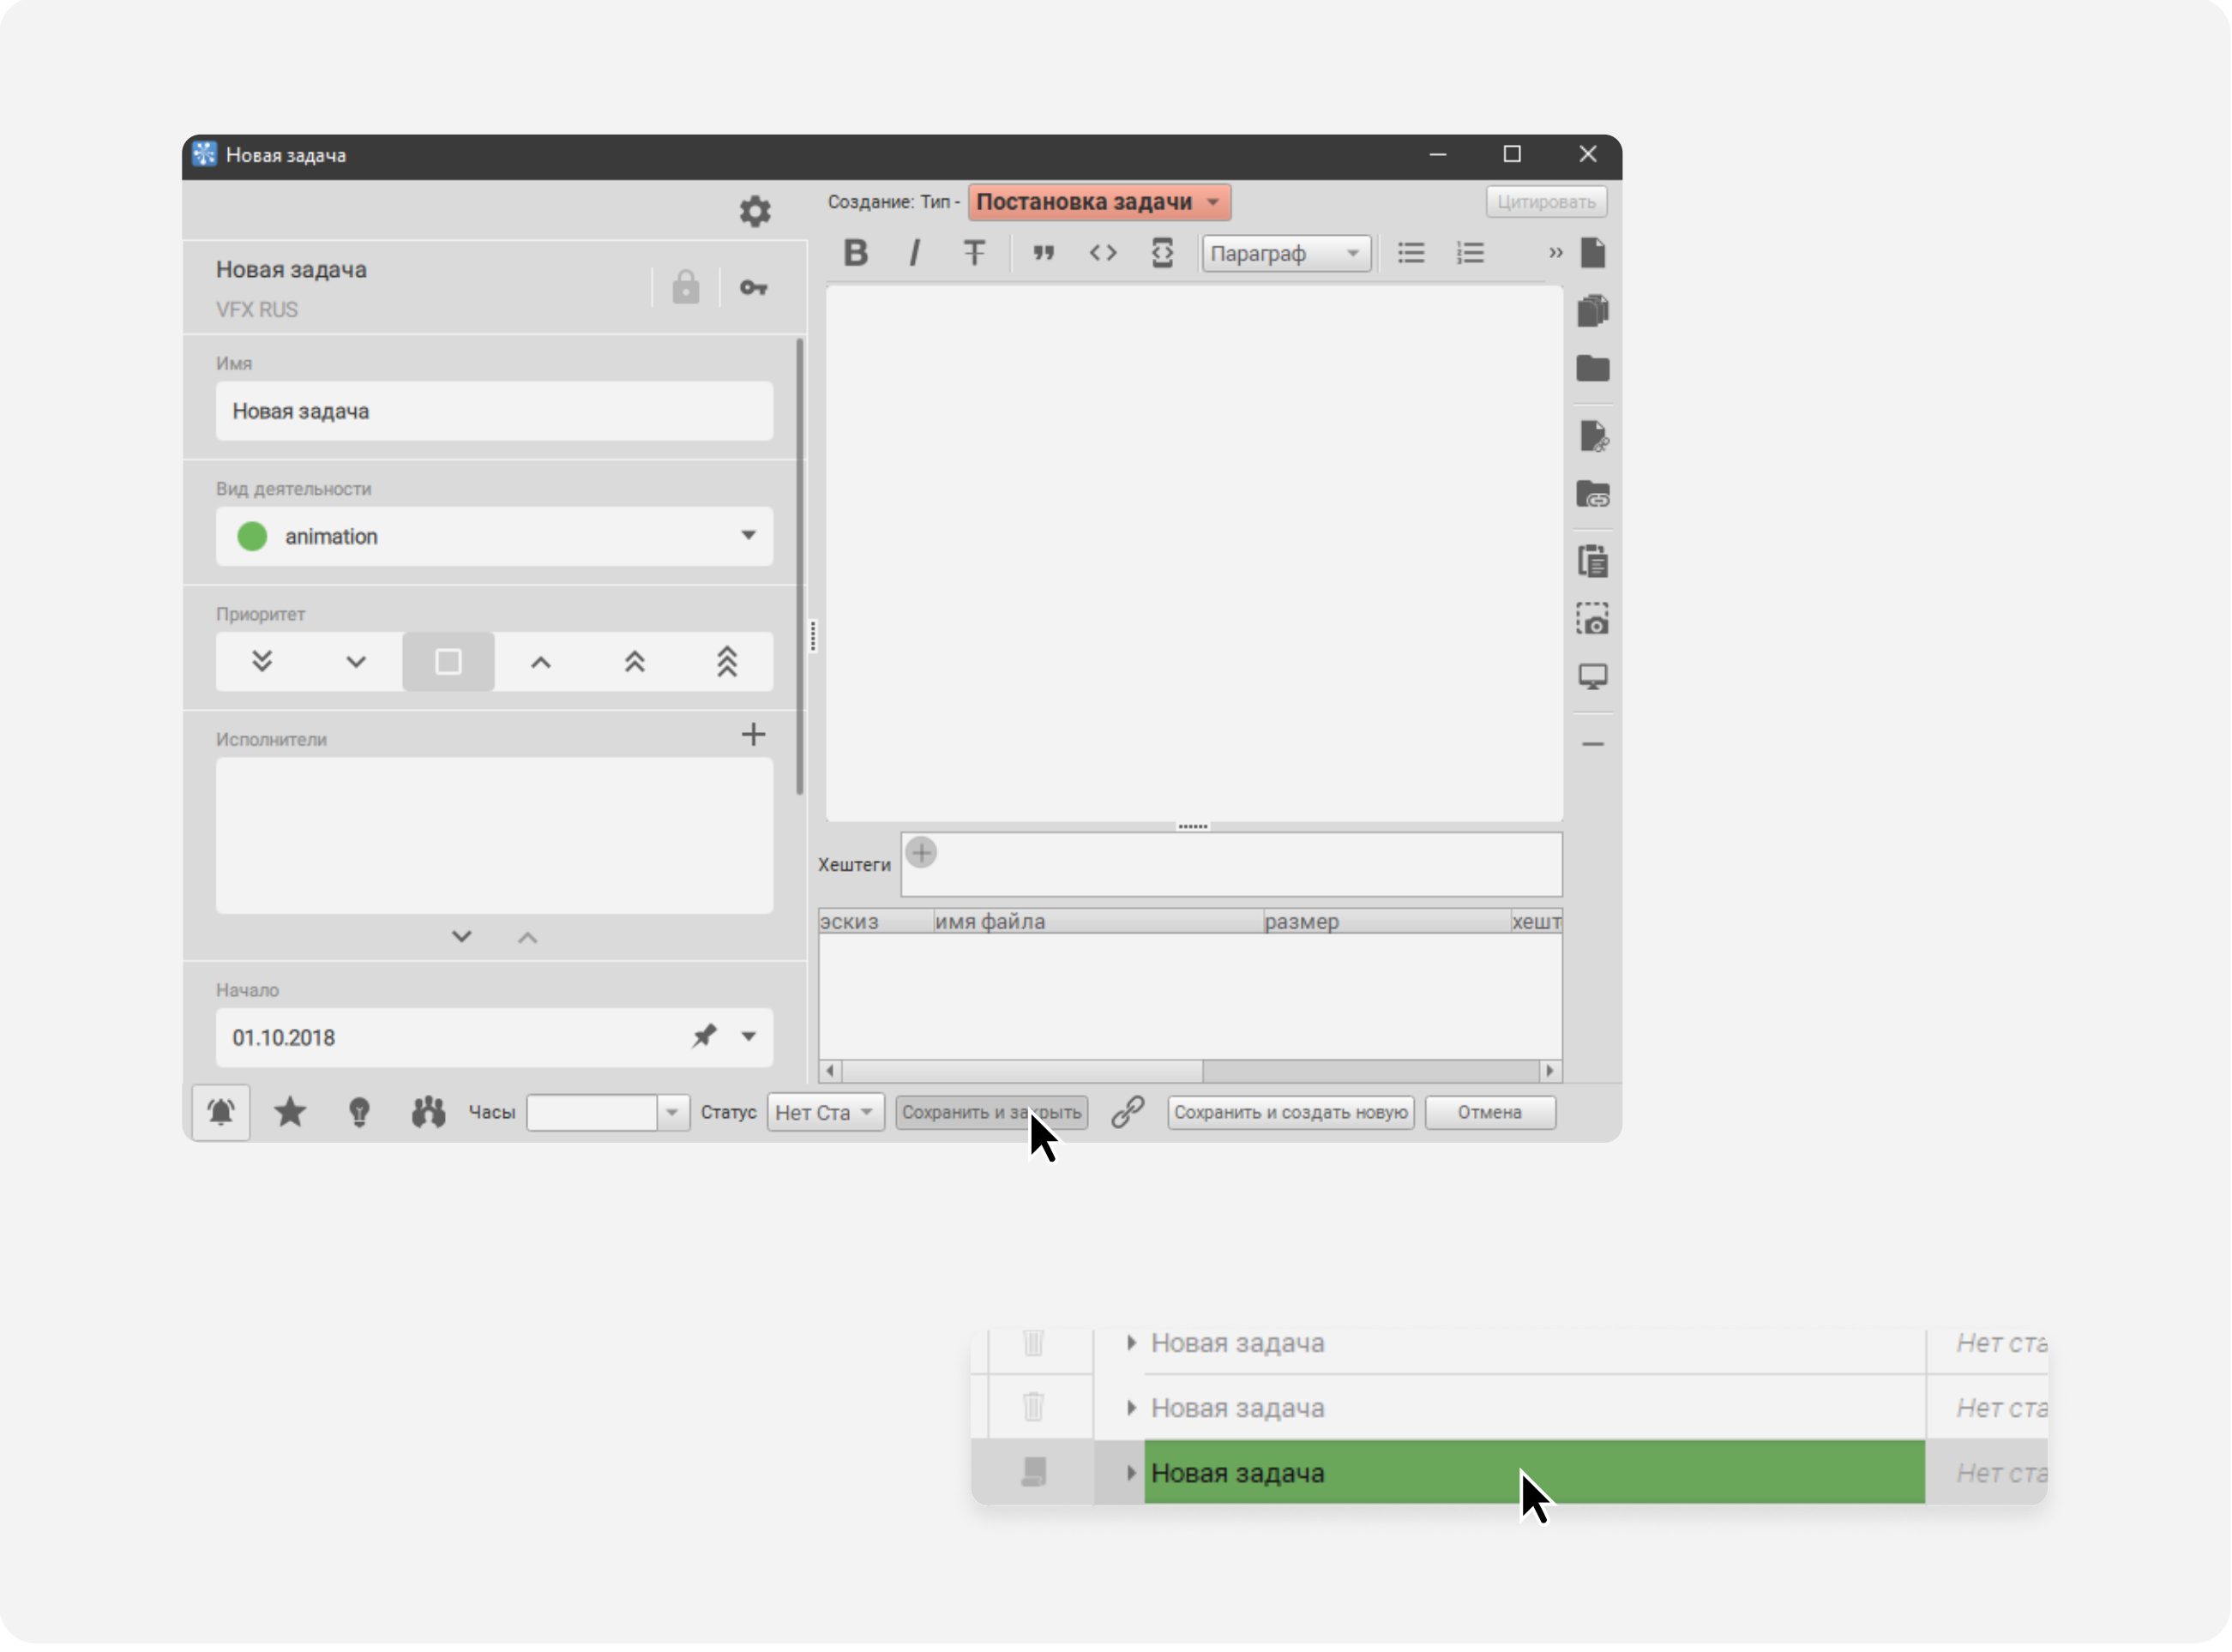 Новая задача
Создание: Тип - Постановка задачи Цитировать
Параграф
Новая задача
VFX RUS
Имя
Новая задача
Вид деятельности
animation
Приоритет
Исполнители
Хештеги
эскиз имя файла размер хешт
Начало
01.10.2018
Часы Статус Нет Ста Сохранить и закрыть Сохранить и создать новую Отмена
Новая задача Нет ста
Новая задача Нет ста
Новая задача Нет ста